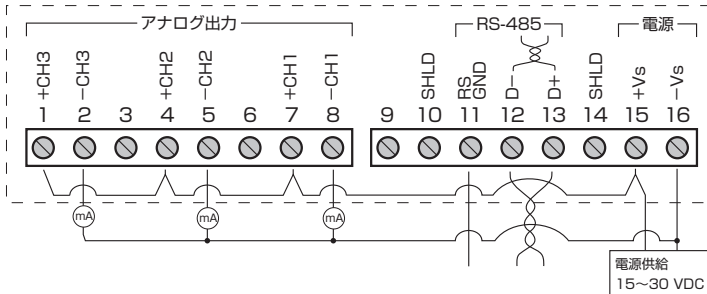 アナログ出力
RS-485
電源
+CH3
−CH3
+CH2
−CH2
+CH1
−CH1
SHLD
RS
GND
D−
D+
SHLD
+Vs
−Vs
1 2 3 4 5 6 7 8 9 10 11 12 13 14 15 16
mA
mA
mA
電源供給
15〜30 VDC